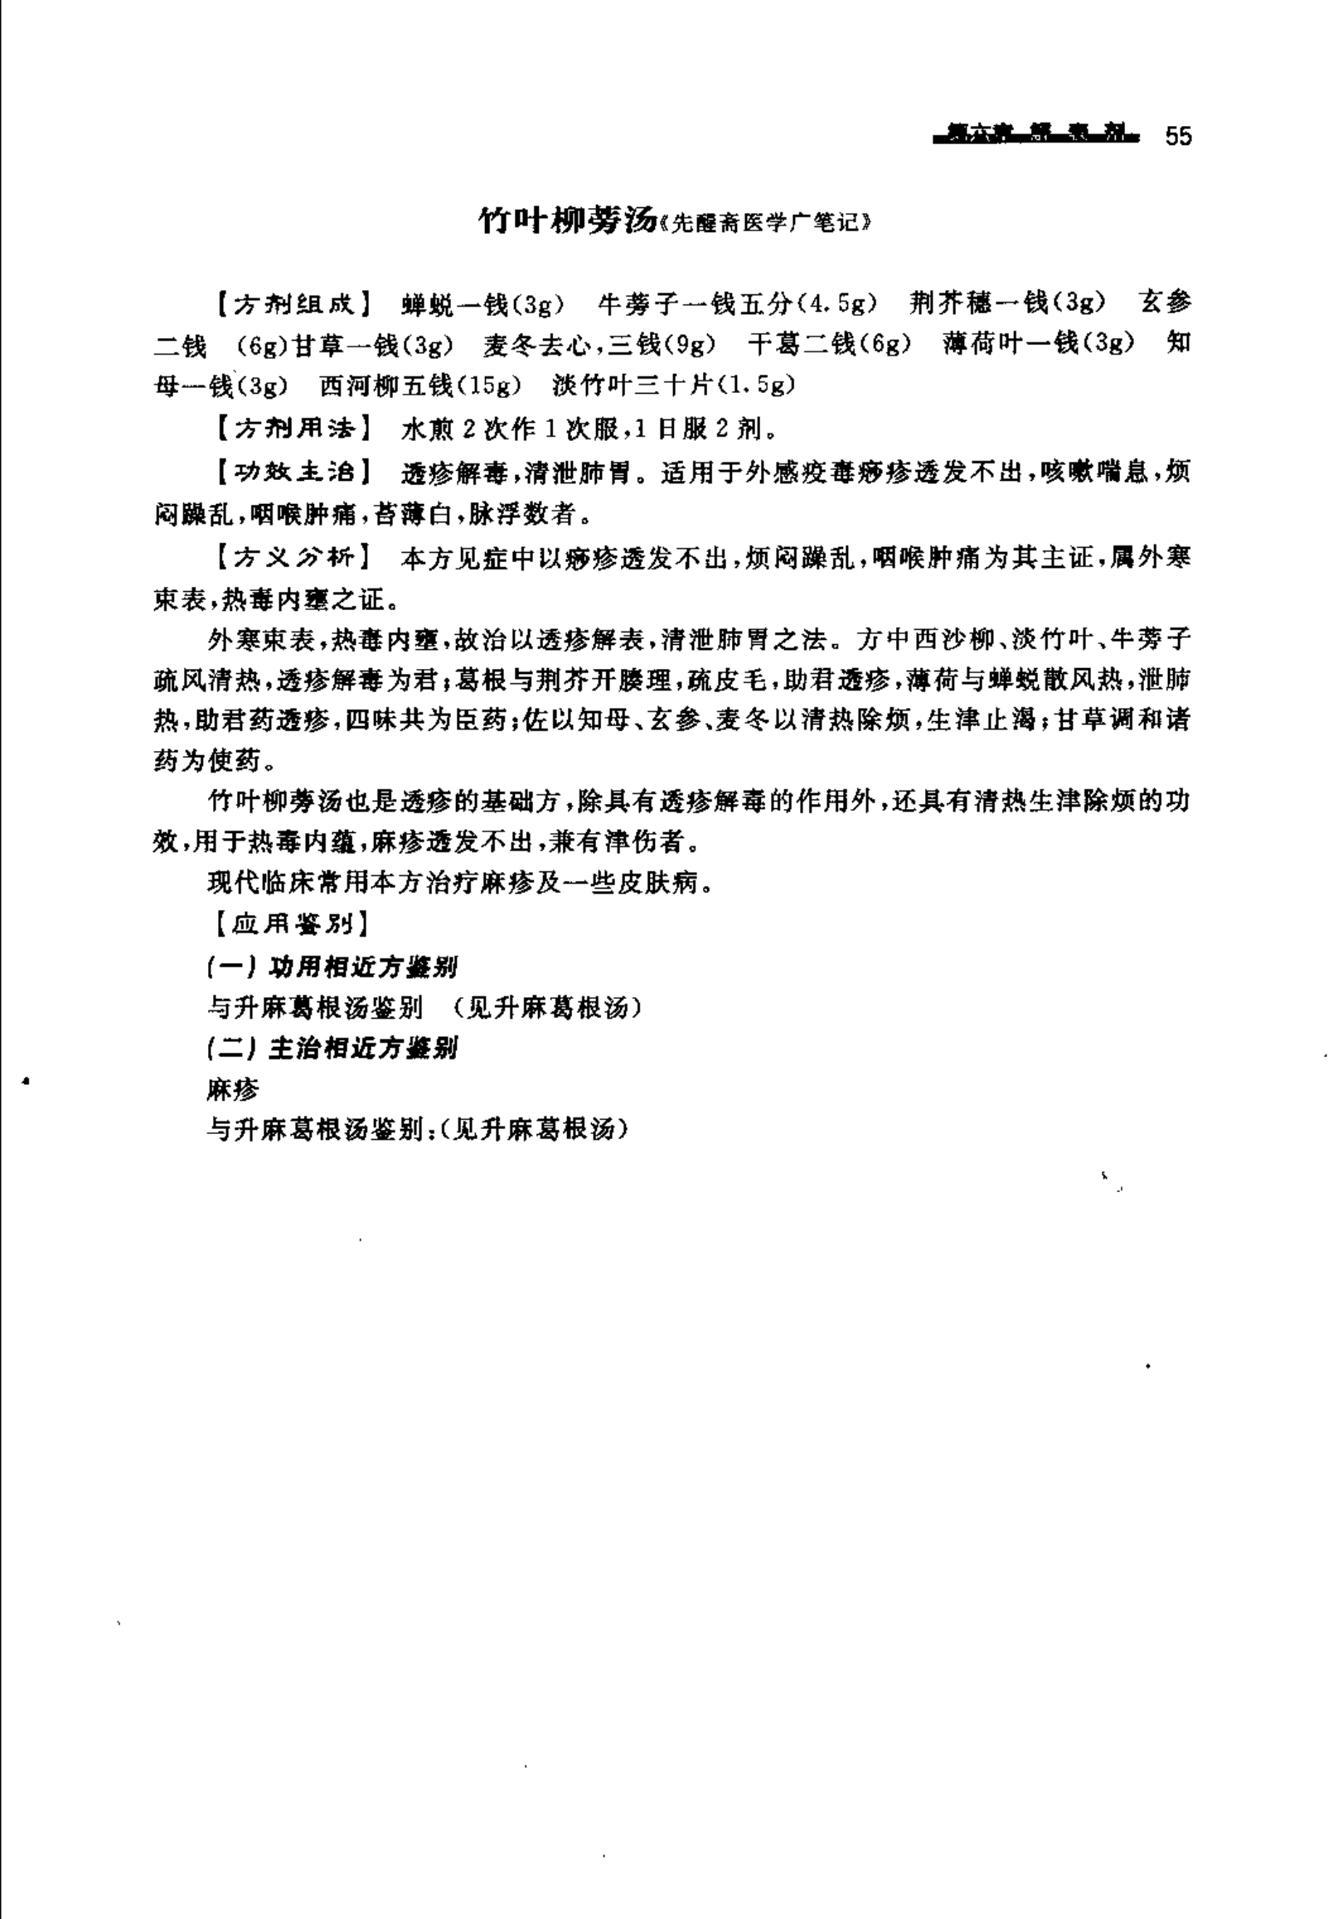 第六章 解表剂 55
竹叶柳蒡汤《先醒斋医学广笔记》
【方剂组成】 蝉蜕一钱(3g) 牛蒡子一钱五分(4.5g) 荆芥穗一钱(3g) 玄参
二钱 (6g)甘草一钱(3g) 麦冬去心,三钱(9g) 干葛二钱(6g) 薄荷叶一钱(3g) 知
母一钱(3g) 西河柳五钱(15g) 淡竹叶三十片(1.5g)
【方剂用法】 水煎2次作1次服,1日服2剂。
【功效主治】 透疹解毒,清泄肺胃。适用于外感疫毒痧疹透发不出,咳嗽喘息,烦
闷躁乱,咽喉肿痛,苔薄白,脉浮数者。
【方义分析】 本方见症中以痧疹透发不出,烦闷躁乱,咽喉肿痛为其主证,属外寒
束表,热毒内壅之证。
外寒束表,热毒内壅,故治以透疹解表,清泄肺胃之法。方中西沙柳、淡竹叶、牛蒡子
疏风清热,透疹解毒为君;葛根与荆芥开腠理,疏皮毛,助君透疹,薄荷与蝉蜕散风热,泄肺
热,助君药透疹,四味共为臣药;佐以知母、玄参、麦冬以清热除烦,生津止渴;甘草调和诸
药为使药。
竹叶柳蒡汤也是透疹的基础方,除具有透疹解毒的作用外,还具有清热生津除烦的功
效,用于热毒内蕴,麻疹透发不出,兼有津伤者。
现代临床常用本方治疗麻疹及一些皮肤病。
【应用鉴别】
(一)功用相近方鉴别
与升麻葛根汤鉴别 (见升麻葛根汤)
(二)主治相近方鉴别
麻疹
与升麻葛根汤鉴别:(见升麻葛根汤)